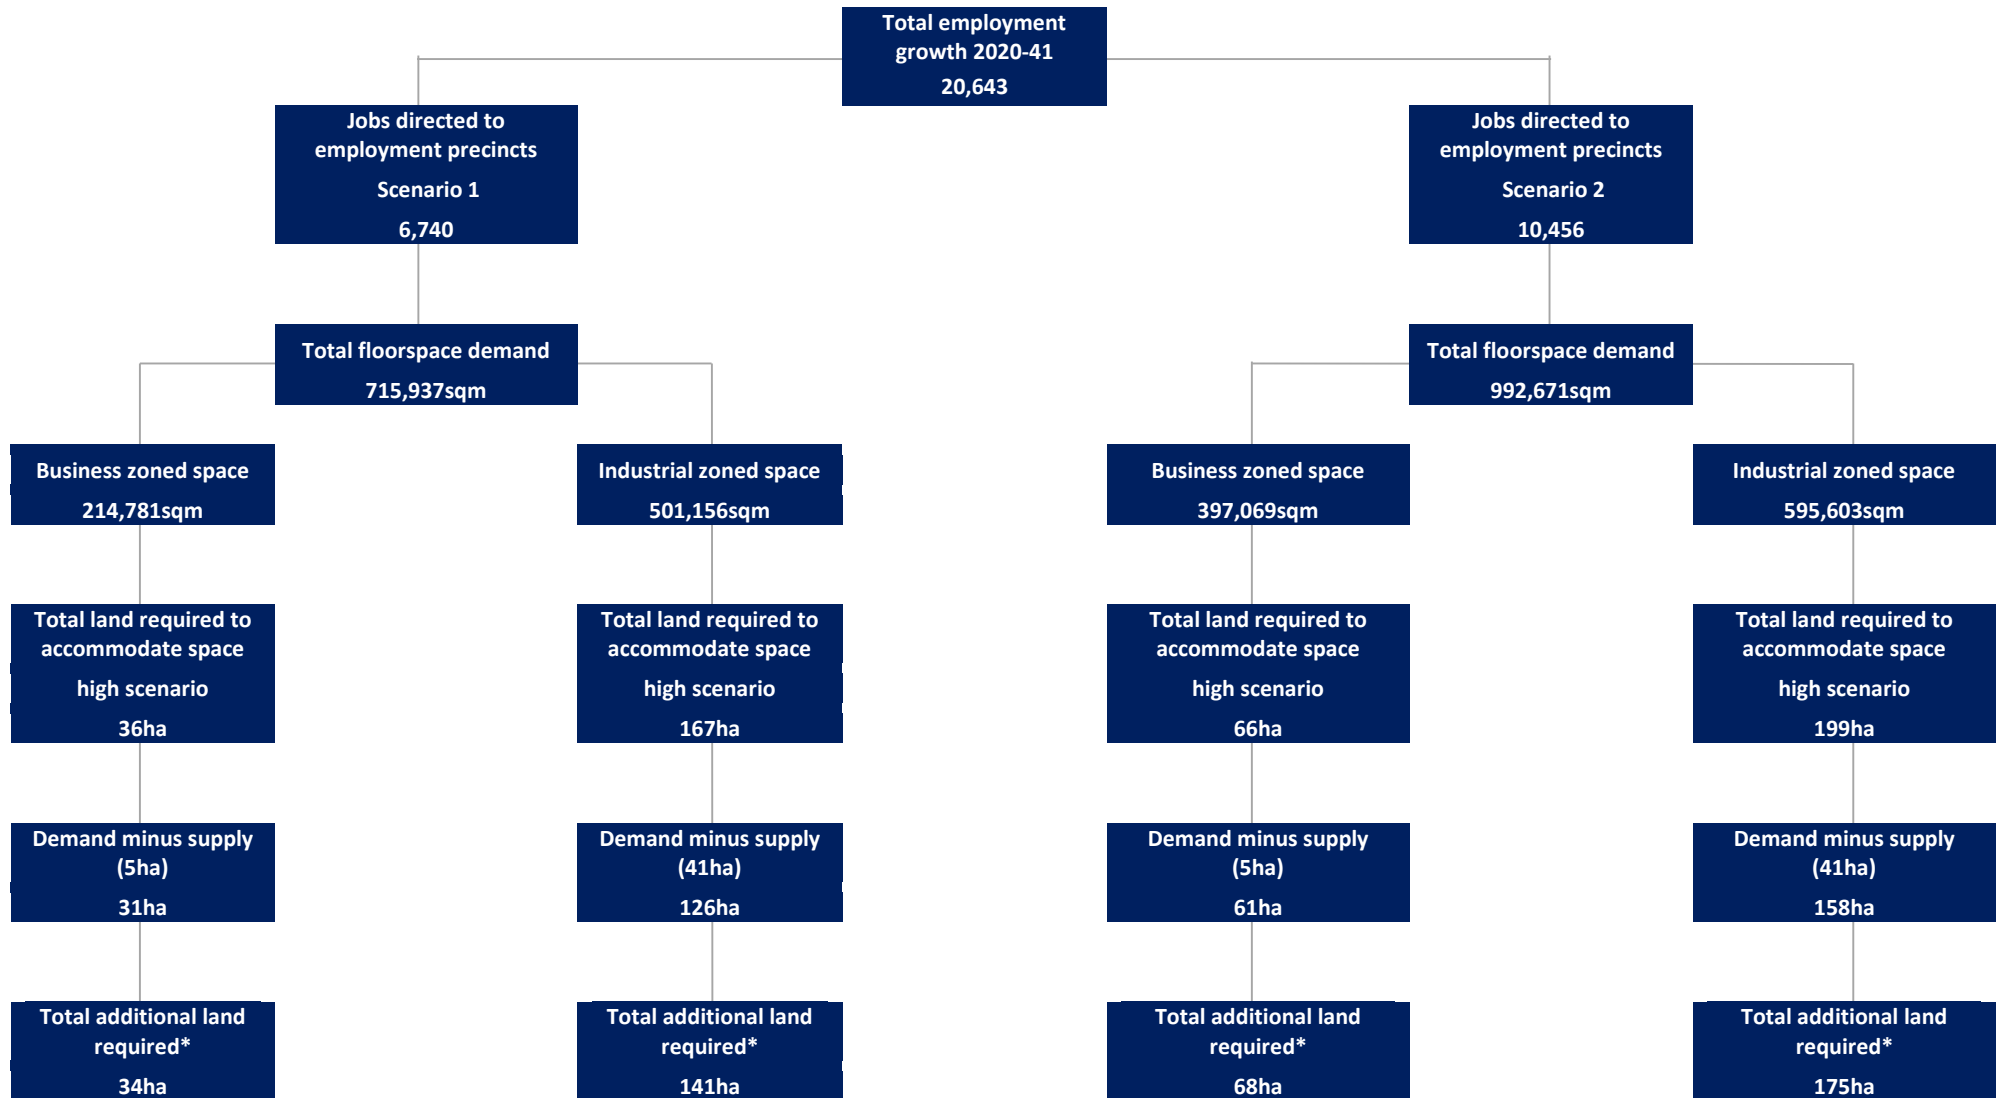 Total employment
growth 2020-41
20,643
Jobs directed to
employment precincts
Scenario 1
6,740
Jobs directed to
employment precincts
Scenario 2
10,456
Total floorspace demand
715,937sqm
Total floorspace demand
992,671sqm
Business zoned space
214,781sqm
Industrial zoned space
501,156sqm
Business zoned space
397,069sqm
Industrial zoned space
595,603sqm
Total land required to
accommodate space
high scenario
36ha
Total land required to
accommodate space
high scenario
167ha
Total land required to
accommodate space
high scenario
66ha
Total land required to
accommodate space
high scenario
199ha
Demand minus supply
(5ha)
31ha
Demand minus supply
(41ha)
126ha
Demand minus supply
(5ha)
61ha
Demand minus supply
(41ha)
158ha
Total additional land
required*
34ha
Total additional land
required*
141ha
Total additional land
required*
68ha
Total additional land
required*
175ha